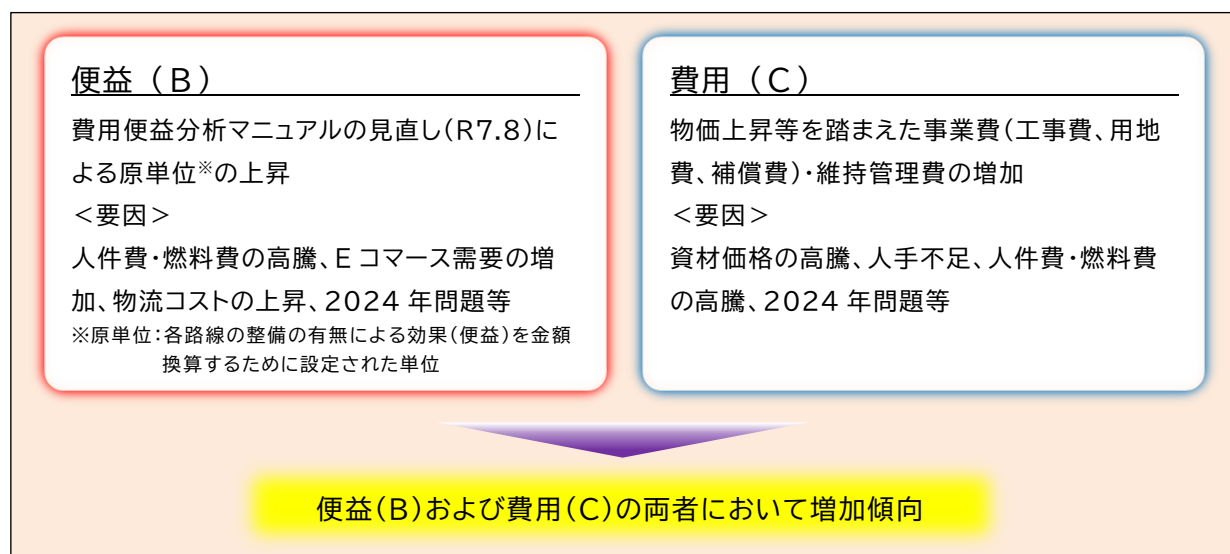 便益（B）
費用便益分析マニュアルの見直し(R7.8)に
よる原単位※の上昇
＜要因＞
人件費・燃料費の高騰、Eコマース需要の増
加、物流コストの上昇、2024年問題等
※原単位：各路線の整備の有無による効果(便益)を金額
換算するために設定された単位
費用（C）
物価上昇等を踏まえた事業費(工事費、用地
費、補償費)・維持管理費の増加
＜要因＞
資材価格の高騰、人手不足、人件費・燃料費
の高騰、2024年問題等
便益(B)および費用(C)の両者において増加傾向